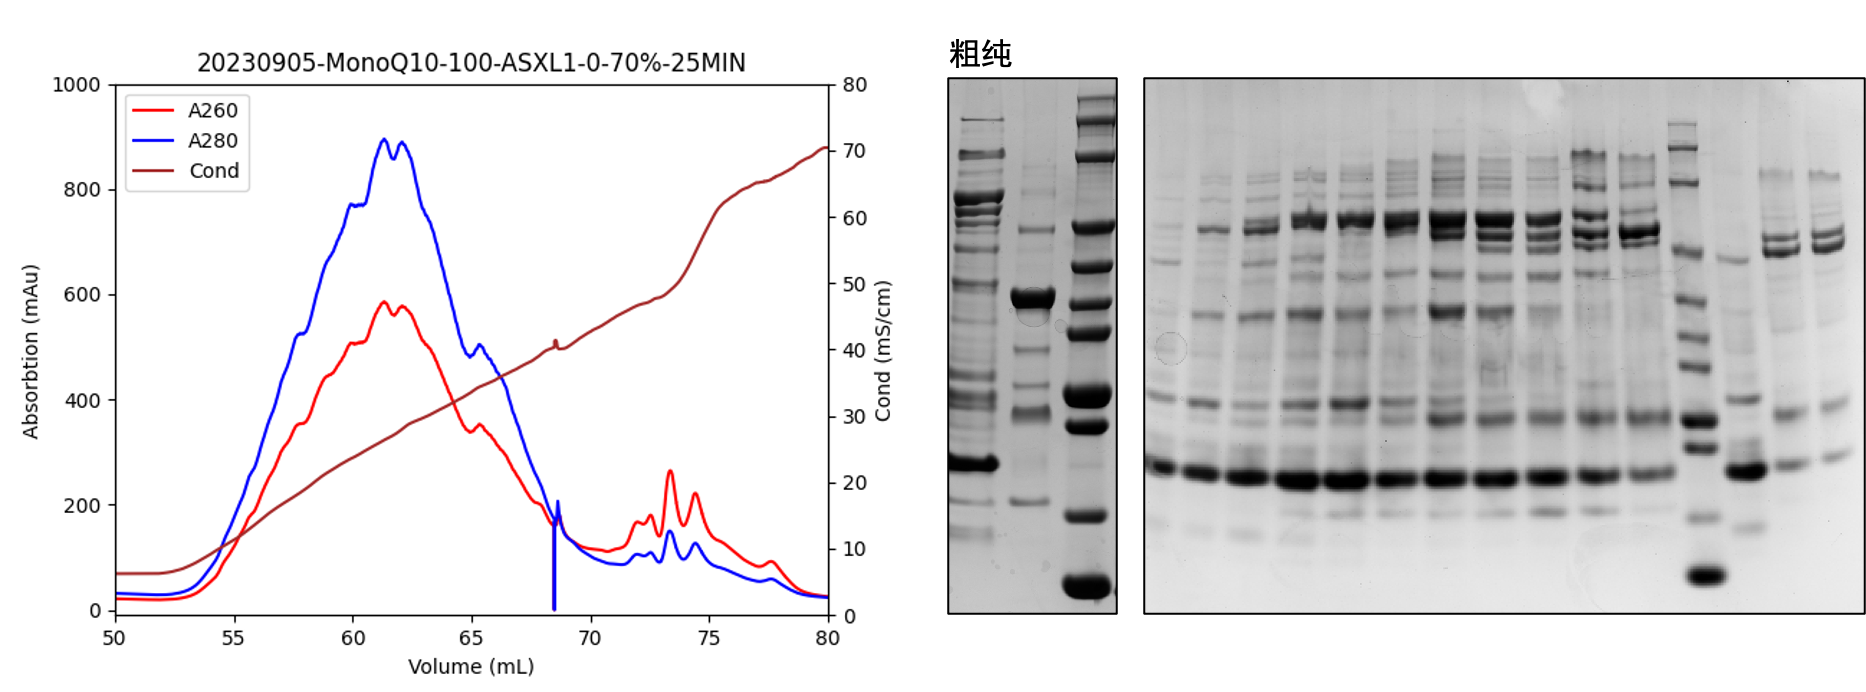 20230905-MonoQ10-100-ASXL1-0-70%-25MIN
A260
A280
Cond
1000
800
600
400
200
0
Absorbtion (mAu)
80
70
60
50
40
30
20
10
0
Cond (mS/cm)
50
55
60
65
70
75
80
Volume (mL)
粗纯